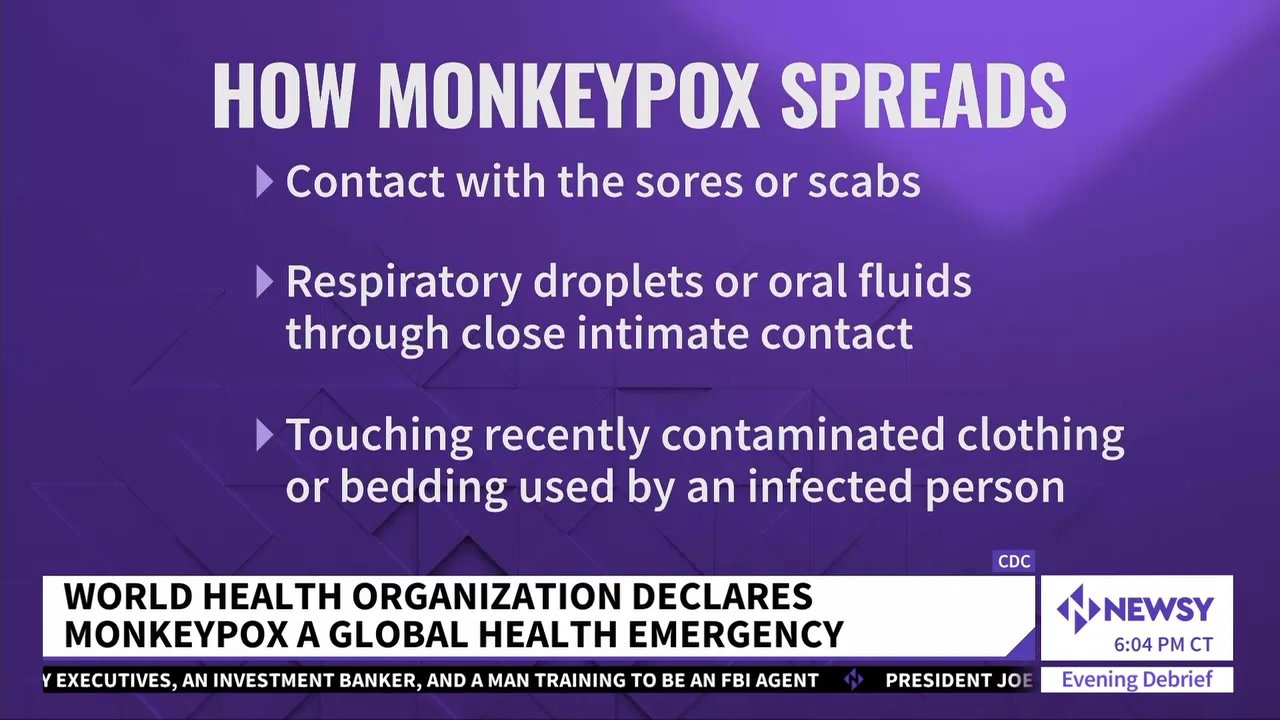 HOW MONKEYPOX SPREADS
Contact with the sores or scabs
Respiratory droplets or oral fluids
through close intimate contact
Touching recently contaminated clothing
or bedding used by an infected person
CDC
WORLD HEALTH ORGANIZATION DECLARES
MONKEYPOX A GLOBAL HEALTH EMERGENCY
NEWSY
6:04 PM CT
Y EXECUTIVES, AN INVESTMENT BANKER, AND A MAN TRAINING TO BE AN FBI AGENT PRESIDENT JOE
Evening Debrief